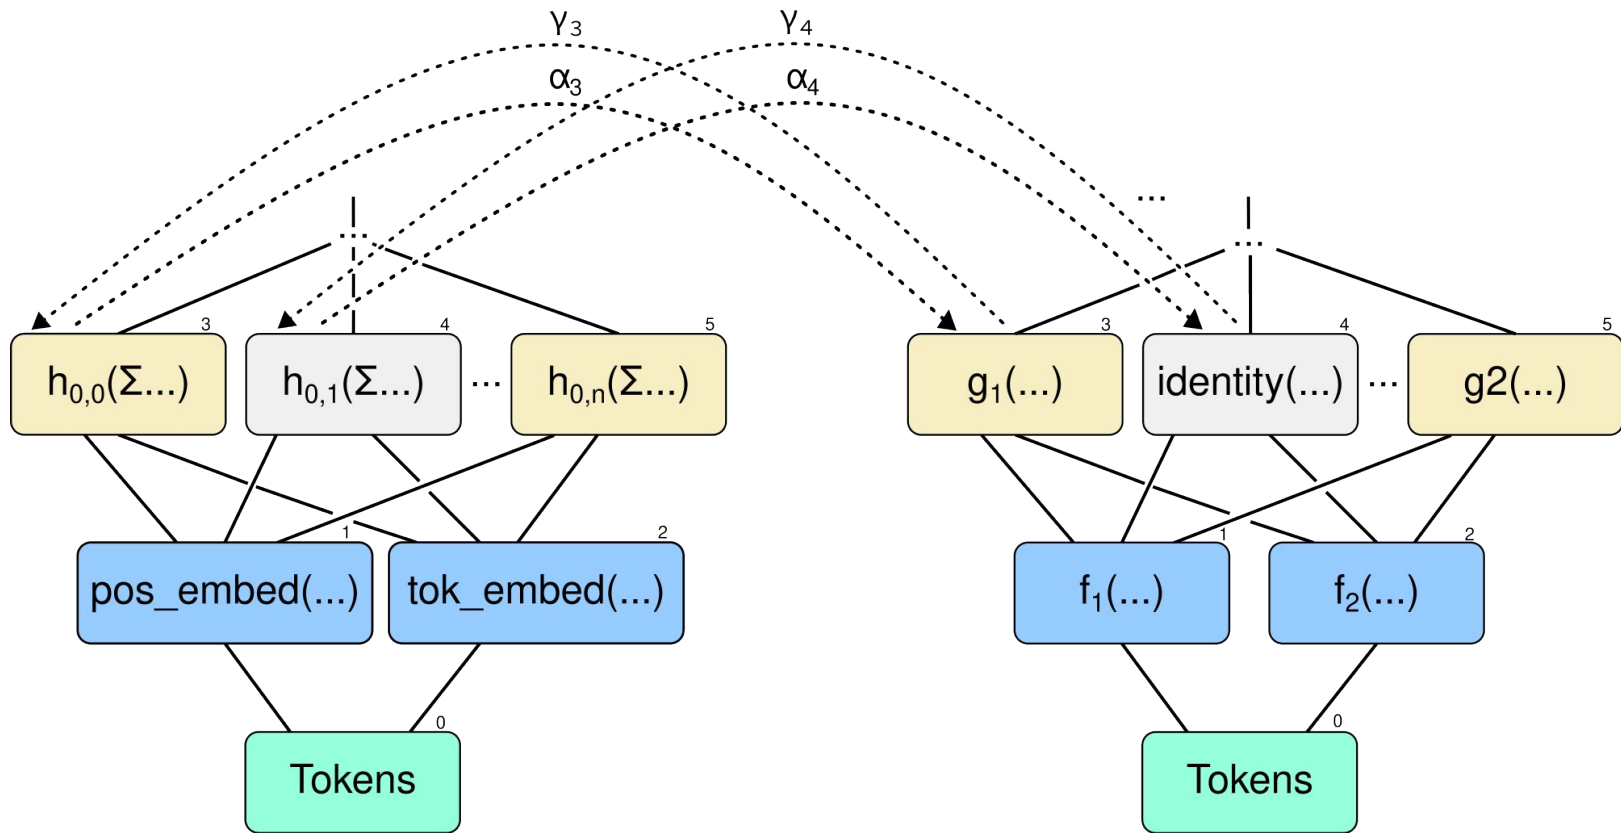 γ3 γ4
α3 α4
...
... ...
3 4 5 3 4 5
h0,0(Σ...) h0,1(Σ...) ... h0,n(Σ...) g1(...) identity(...) ... g2(...)
1 2 1 2
pos_embed(...) tok_embed(...) f1(...) f2(...)
0 0
Tokens Tokens